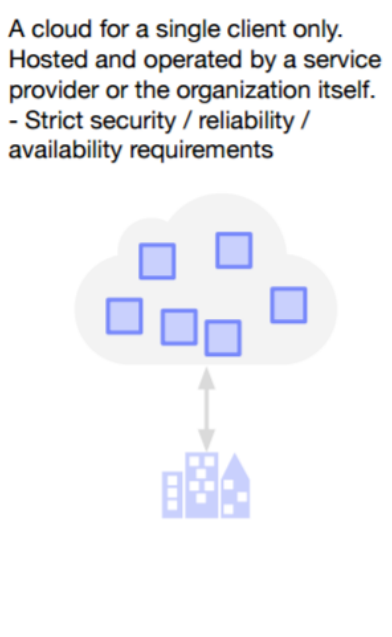 A cloud for a single client only.
Hosted and operated by a service
provider or the organization itself.
- Strict security / reliability /
availability requirements